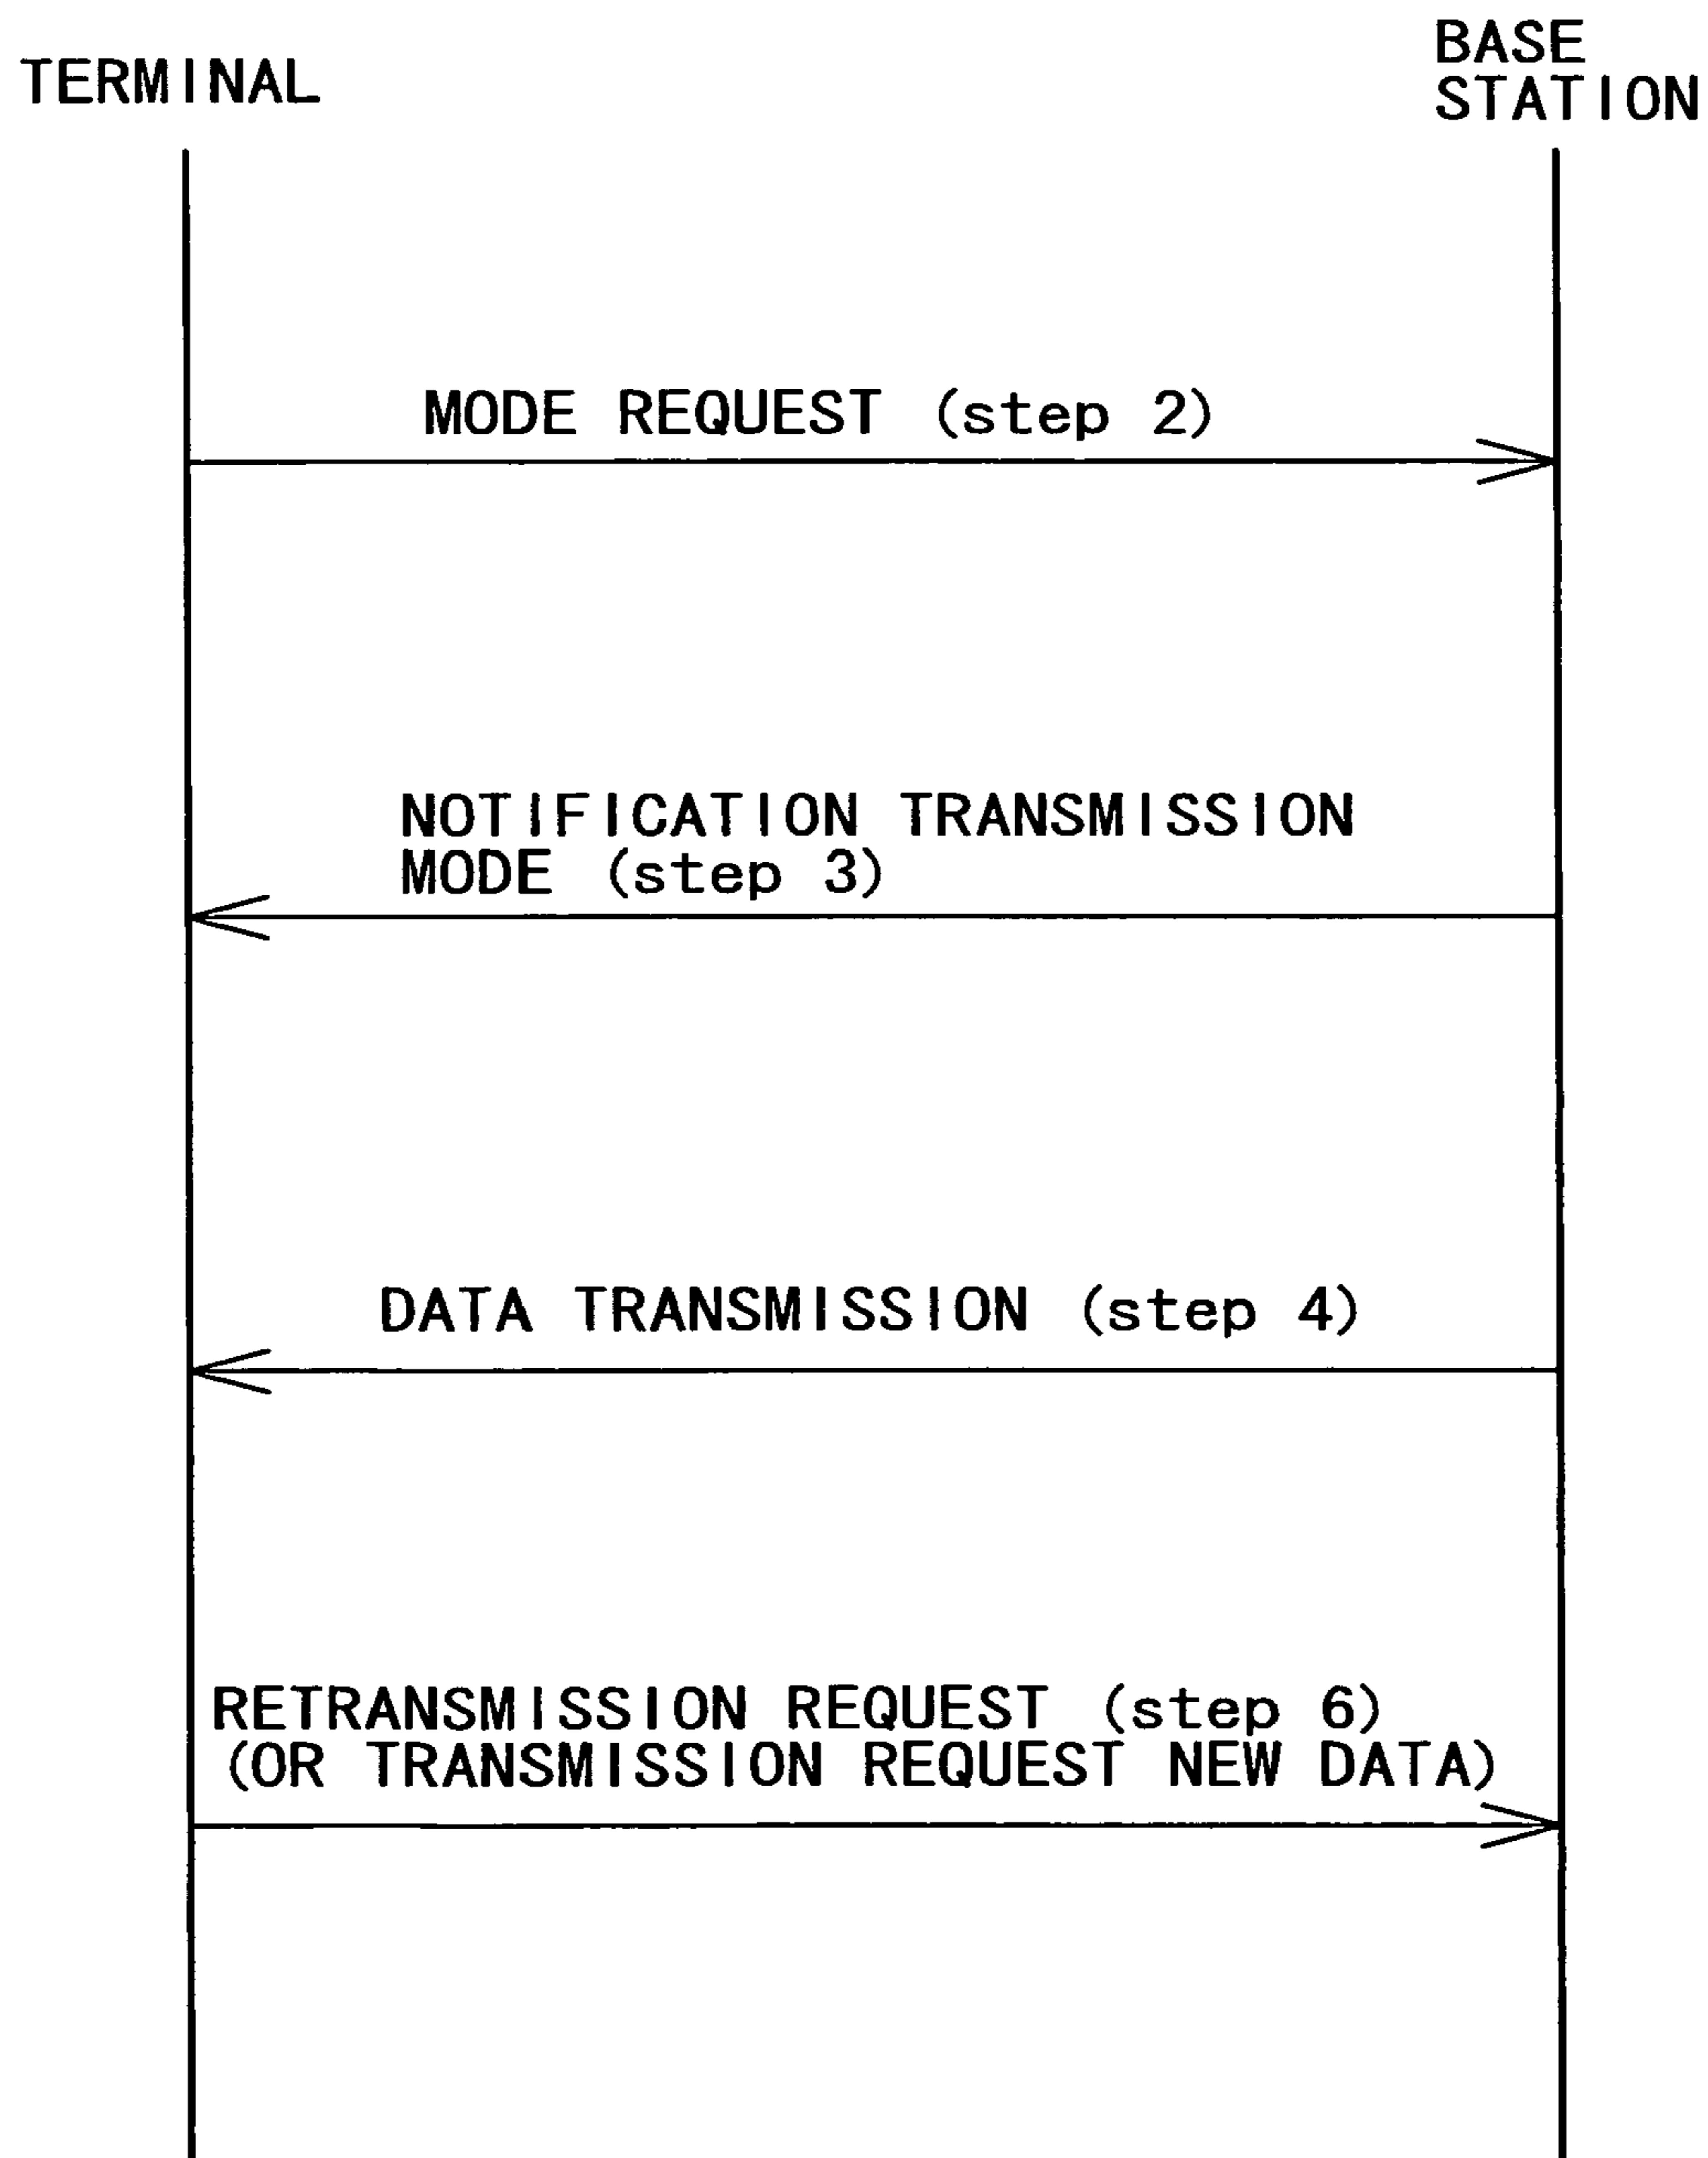 TERMINAL
BASE
STATION
MODE REQUEST (step 2)
NOTIFICATION TRANSMISSION
MODE (step 3)
DATA TRANSMISSION (step 4)
RETRANSMISSION REQUEST (step 6)
(OR TRANSMISSION REQUEST NEW DATA)